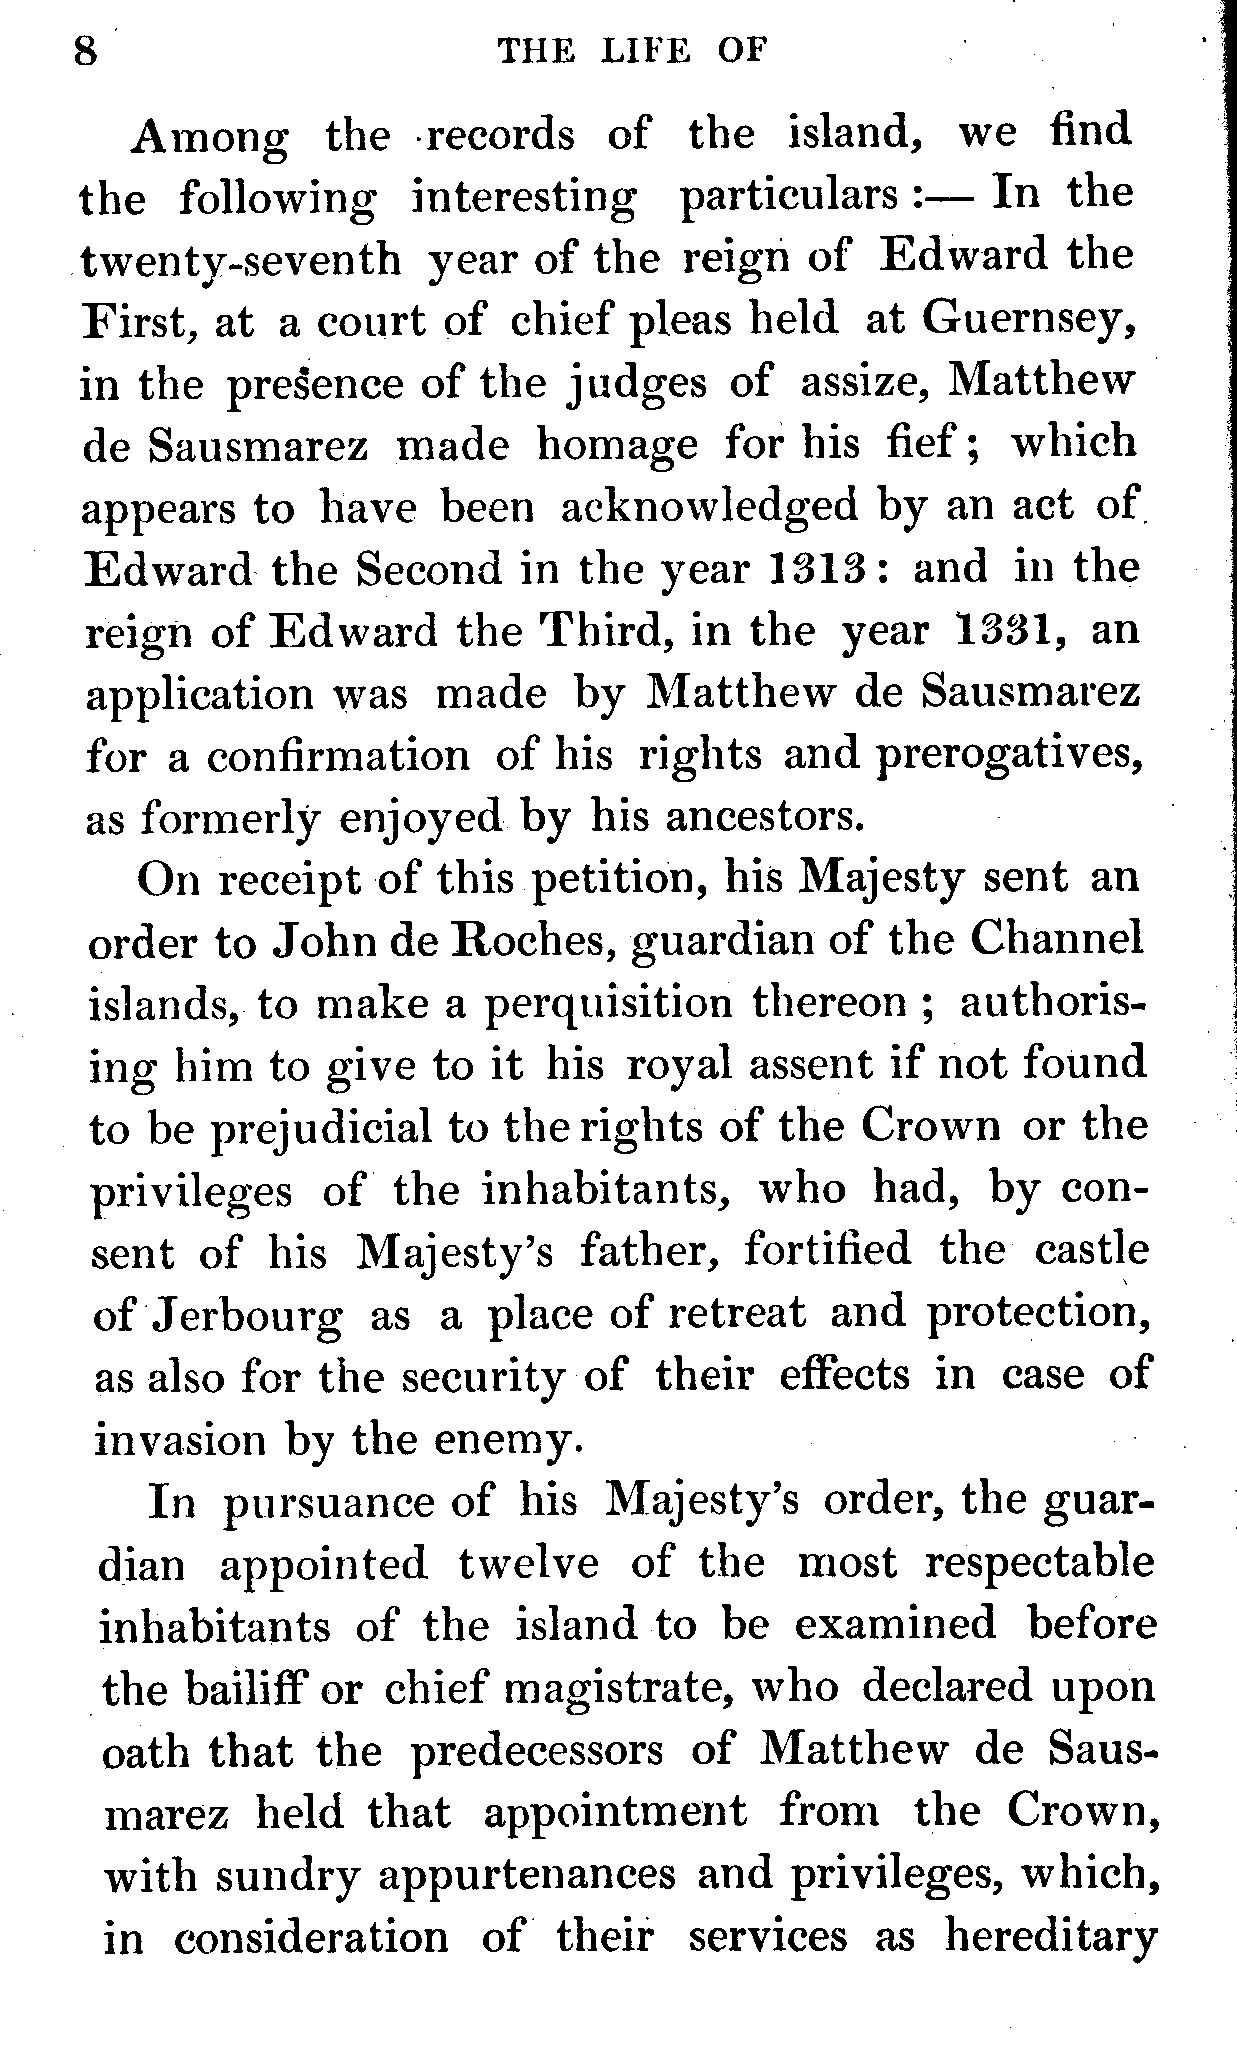 8 THE LIFE OF
Among the records of the island, we find
the following interesting particulars :— In the
twenty-seventh year of the reign of Edward the
First, at a court of chief pleas held at Guernsey,
in the presence of the judges of assize, Matthew
de Sausmarez made homage for his fief ; which
appears to have been acknowledged by an act of
Edward the Second in the year 1313 : and in the
reign of Edward the Third, in the year 1331, an
application was made by Matthew de Sausmarez
for a confirmation of his rights and prerogatives,
as formerly enjoyed by his ancestors.
On receipt of this petition, his Majesty sent an
order to John de Roches, guardian of the Channel
islands, to make a perquisition thereon ; authoris-
ing him to give to it his royal assent if not found
to be prejudicial to the rights of the Crown or the
privileges of the inhabitants, who had, by con-
sent of his Majesty's father, fortified the castle
of Jerbourg as a place of retreat and protection,
as also for the security of their effects in case of
invasion by the enemy.
In pursuance of his Majesty's order, the guar-
dian appointed twelve of the most respectable
inhabitants of the island to be examined before
the bailiff or chief magistrate, who declared upon
oath that the predecessors of Matthew de Saus-
marez held that appointment from the Crown,
with sundry appurtenances and privileges, which,
in consideration of their services as hereditary